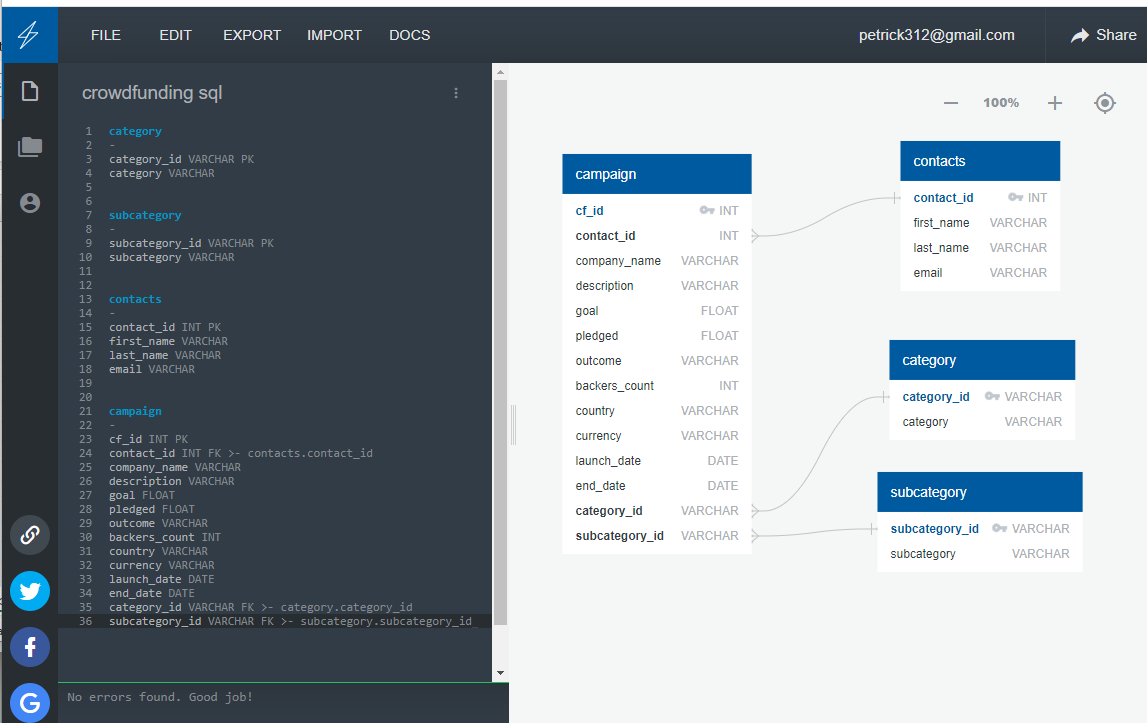 FILE EDIT EXPORT IMPORT DOCS petrick312@gmail.com Share
crowdfunding sql
1 category
2 -
3 category_id VARCHAR PK
4 category VARCHAR
5
6
7 subcategory
8 -
9 subcategory_id VARCHAR PK
10 subcategory VARCHAR
11
12
13 contacts
14 -
15 contact_id INT PK
16 first_name VARCHAR
17 last_name VARCHAR
18 email VARCHAR
19
20
21 campaign
22 -
23 cf_id INT PK
24 contact_id INT FK >- contacts.contact_id
25 company_name VARCHAR
26 description VARCHAR
27 goal FLOAT
28 pledged FLOAT
29 outcome VARCHAR
30 backers_count INT
31 country VARCHAR
32 currency VARCHAR
33 launch_date DATE
34 end_date DATE
35 category_id VARCHAR FK >- category.category_id
36 subcategory_id VARCHAR FK >- subcategory.subcategory_id
No errors found. Good job!
100%
campaign
cf_id INT
contact_id INT
company_name VARCHAR
description VARCHAR
goal FLOAT
pledged FLOAT
outcome VARCHAR
backers_count INT
country VARCHAR
currency VARCHAR
launch_date DATE
end_date DATE
category_id VARCHAR
subcategory_id VARCHAR
contacts
contact_id INT
first_name VARCHAR
last_name VARCHAR
email VARCHAR
category
category_id VARCHAR
category VARCHAR
subcategory
subcategory_id VARCHAR
subcategory VARCHAR